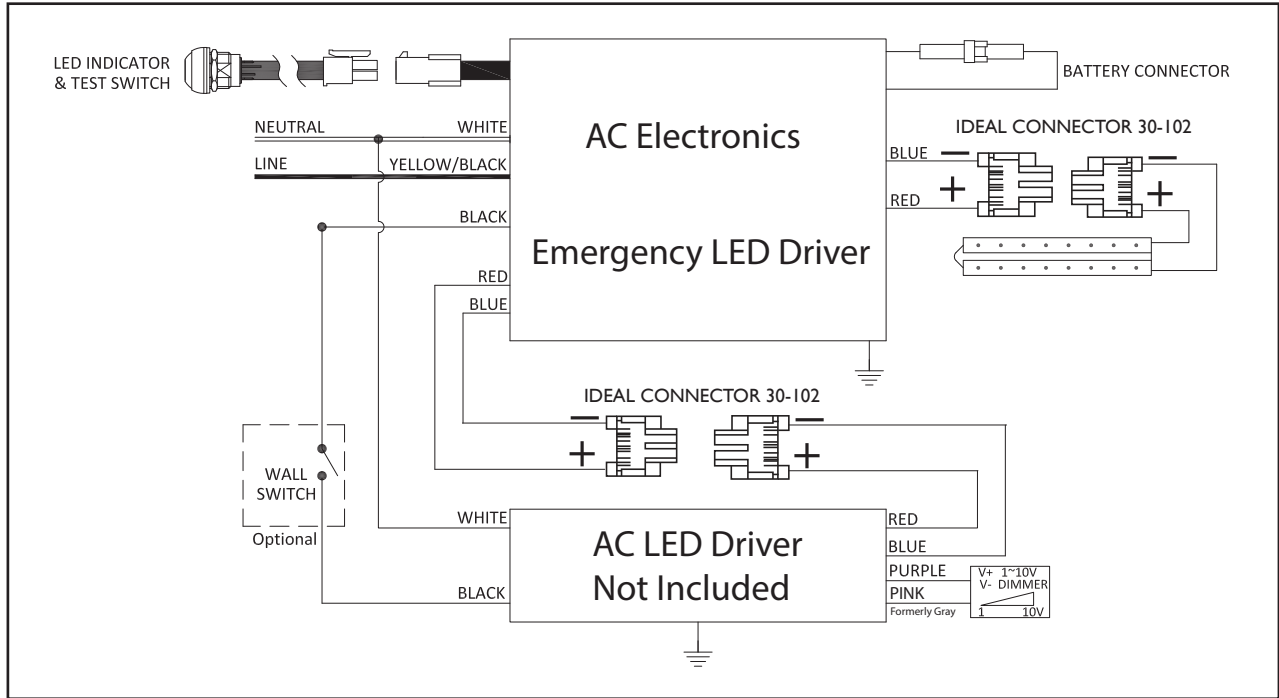 LED INDICATOR
& TEST SWITCH
BATTERY CONNECTOR
NEUTRAL
WHITE
AC Electronics
IDEAL CONNECTOR 30-102
LINE
YELLOW/BLACK
BLUE
−
−
+
+
RED
BLACK
Emergency LED Driver
RED
BLUE
IDEAL CONNECTOR 30-102
−
−
+
+
WALL
SWITCH
Optional
WHITE
AC LED Driver
Not Included
RED
BLUE
PURPLE
V+ 1~10V
V- DIMMER
BLACK
PINK
Formerly Gray
1 10V